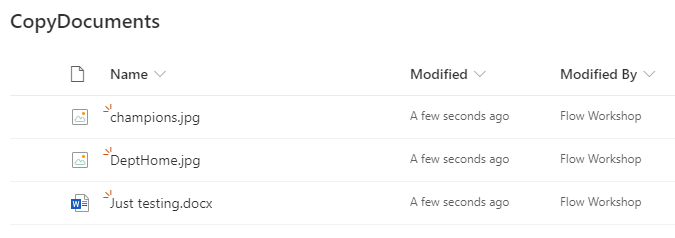 CopyDocuments
Name Modified Modified By
champions.jpg A few seconds ago Flow Workshop
DeptHome.jpg A few seconds ago Flow Workshop
Just testing.docx A few seconds ago Flow Workshop